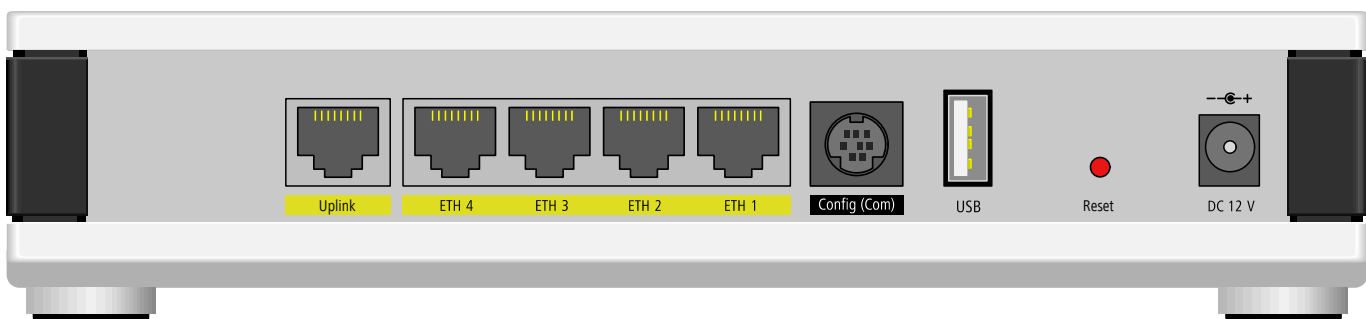 Uplink
ETH 4
ETH 3
ETH 2
ETH 1
Config (Com)
USB
Reset
DC 12 V